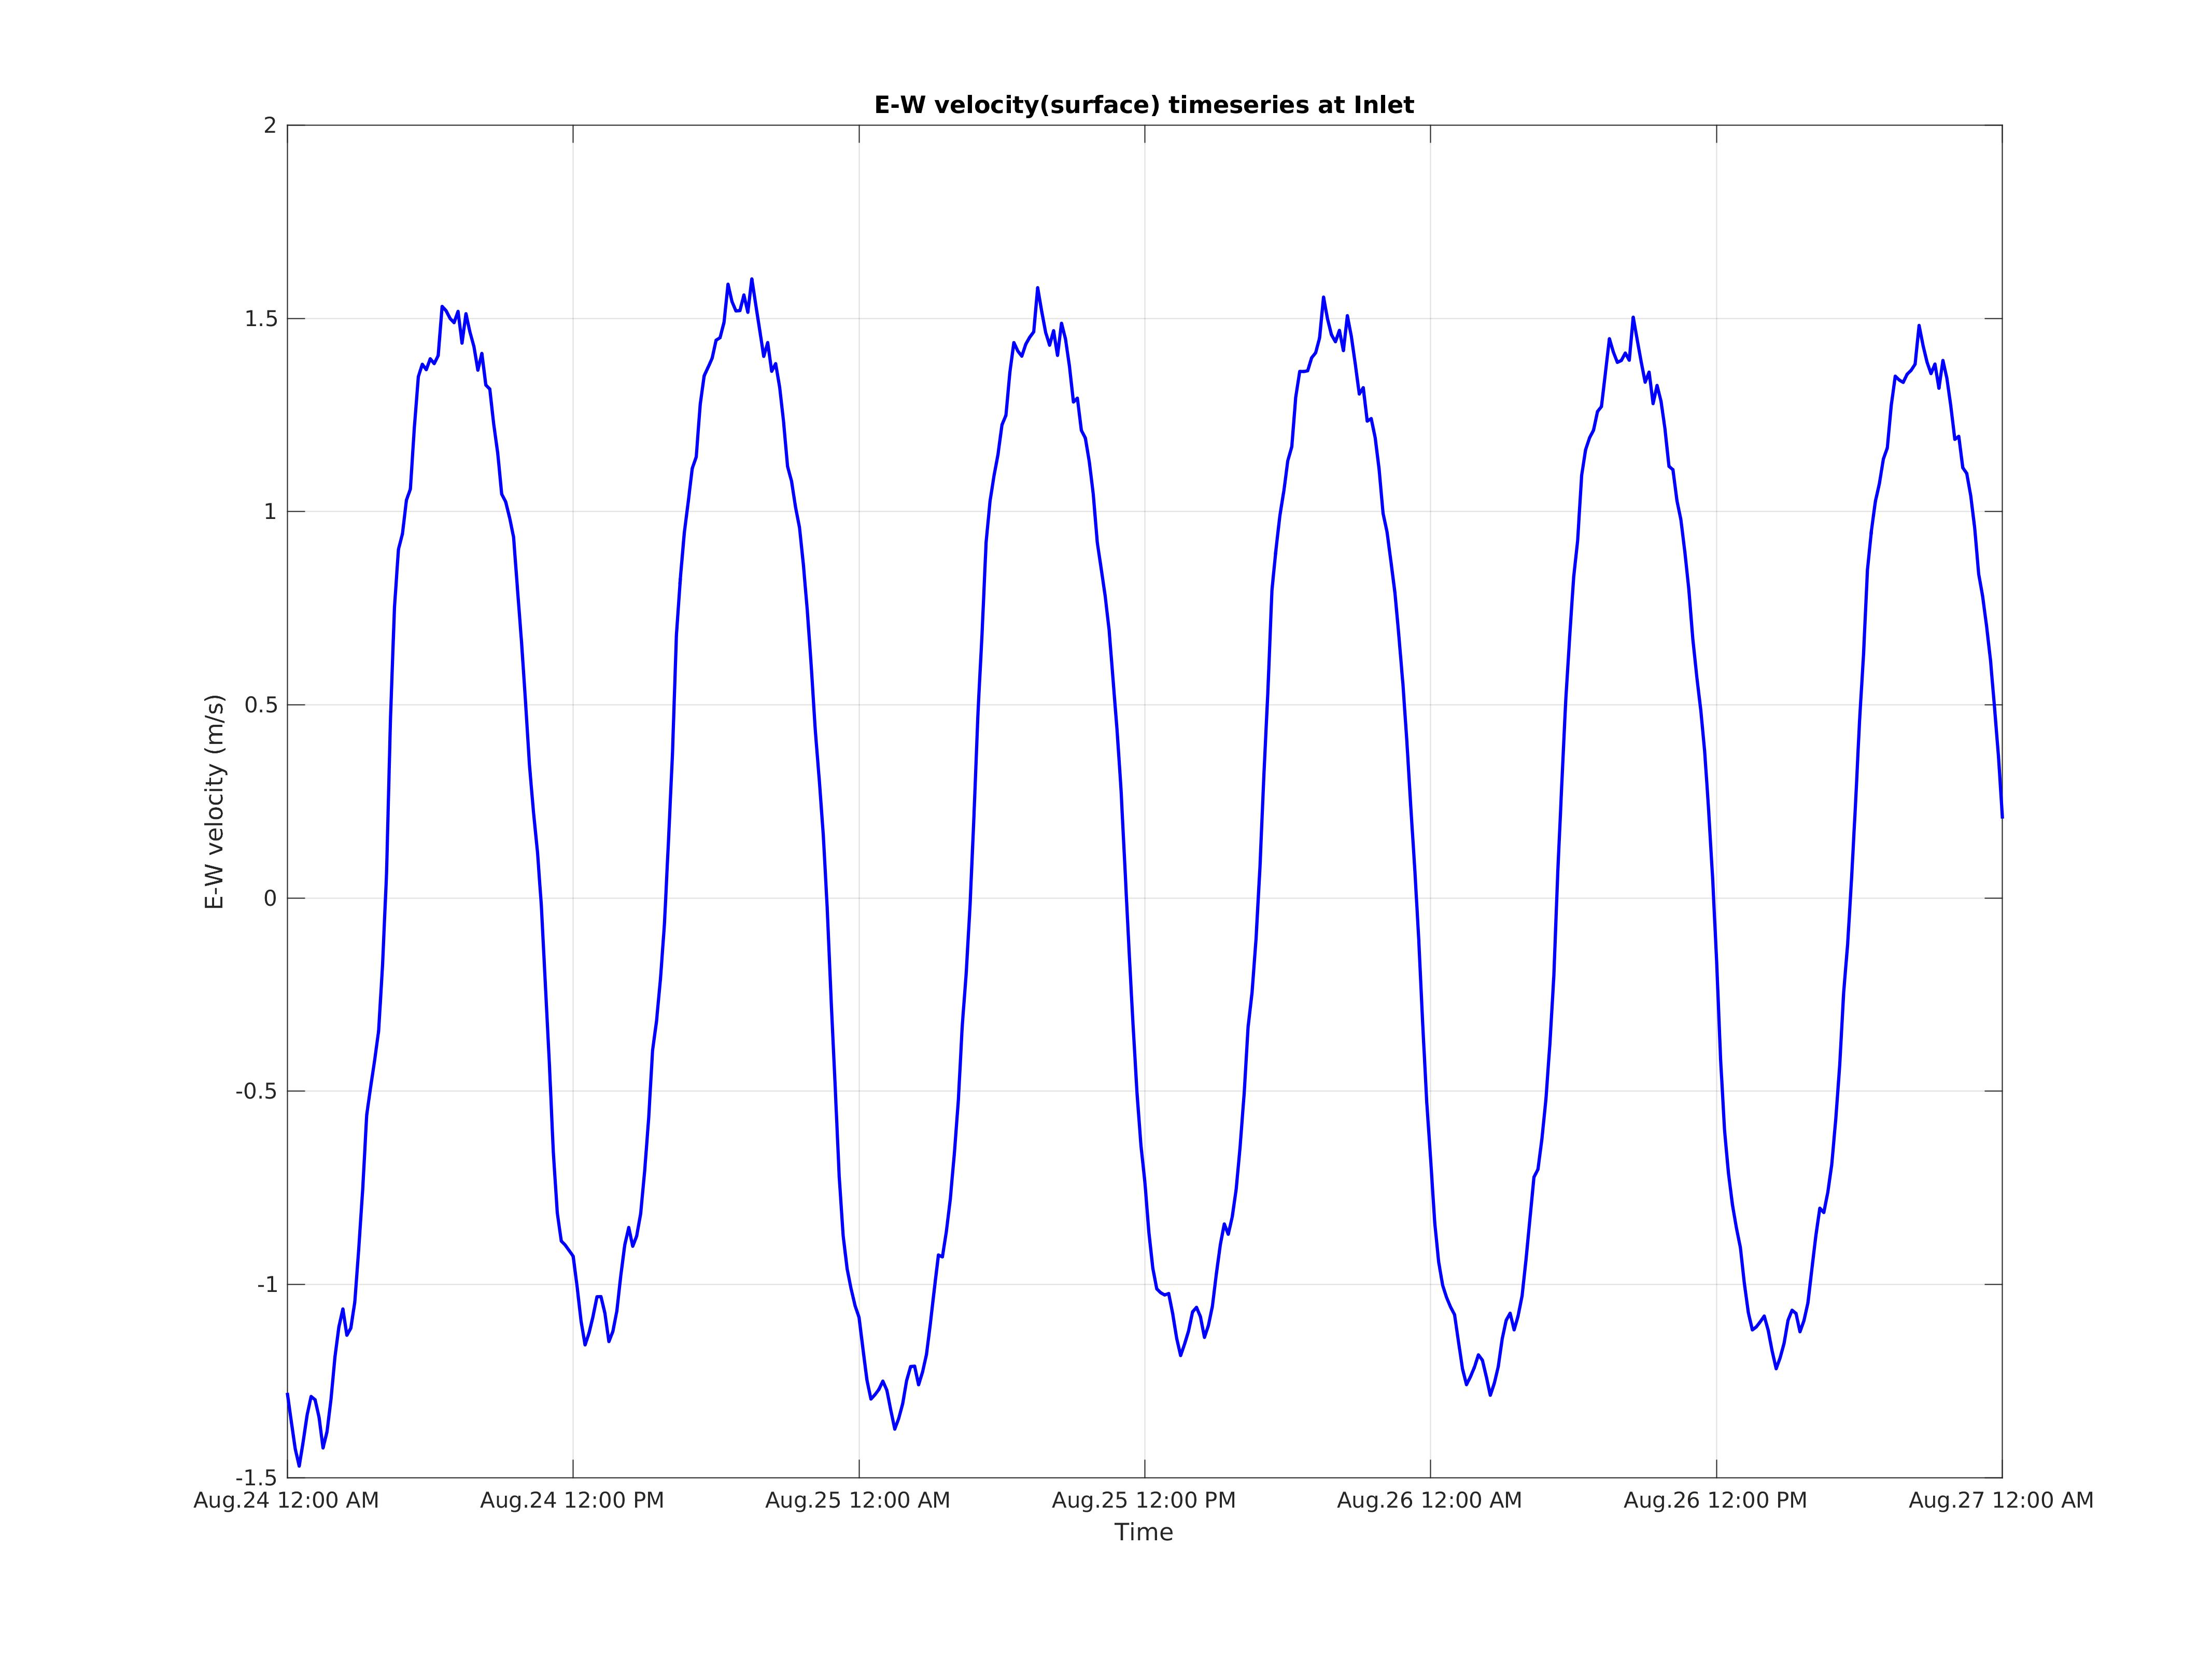 E-W velocity(surface) timeseries at Inlet
2
1.5
1
0.5
0
-0.5
-1
-1.5
E-W velocity (m/s)
Aug.24 12:00 AM Aug.24 12:00 PM Aug.25 12:00 AM Aug.25 12:00 PM Aug.26 12:00 AM Aug.26 12:00 PM Aug.27 12:00 AM
Time